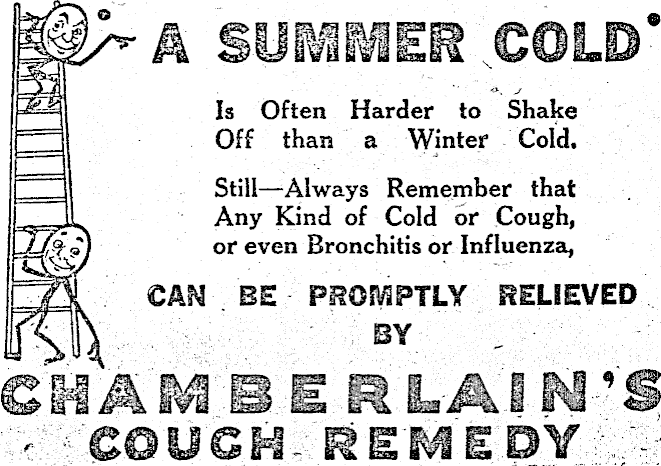 A SUMMER COLD
Is Often Harder to Shake
Off than a Winter Cold.
Still—Always Remember that
Any Kind of Cold or Cough,
or even Bronchitis or Influenza,
CAN BE PROMPTLY RELIEVED
BY
CHAMBERLAIN'S
COUGH REMEDY